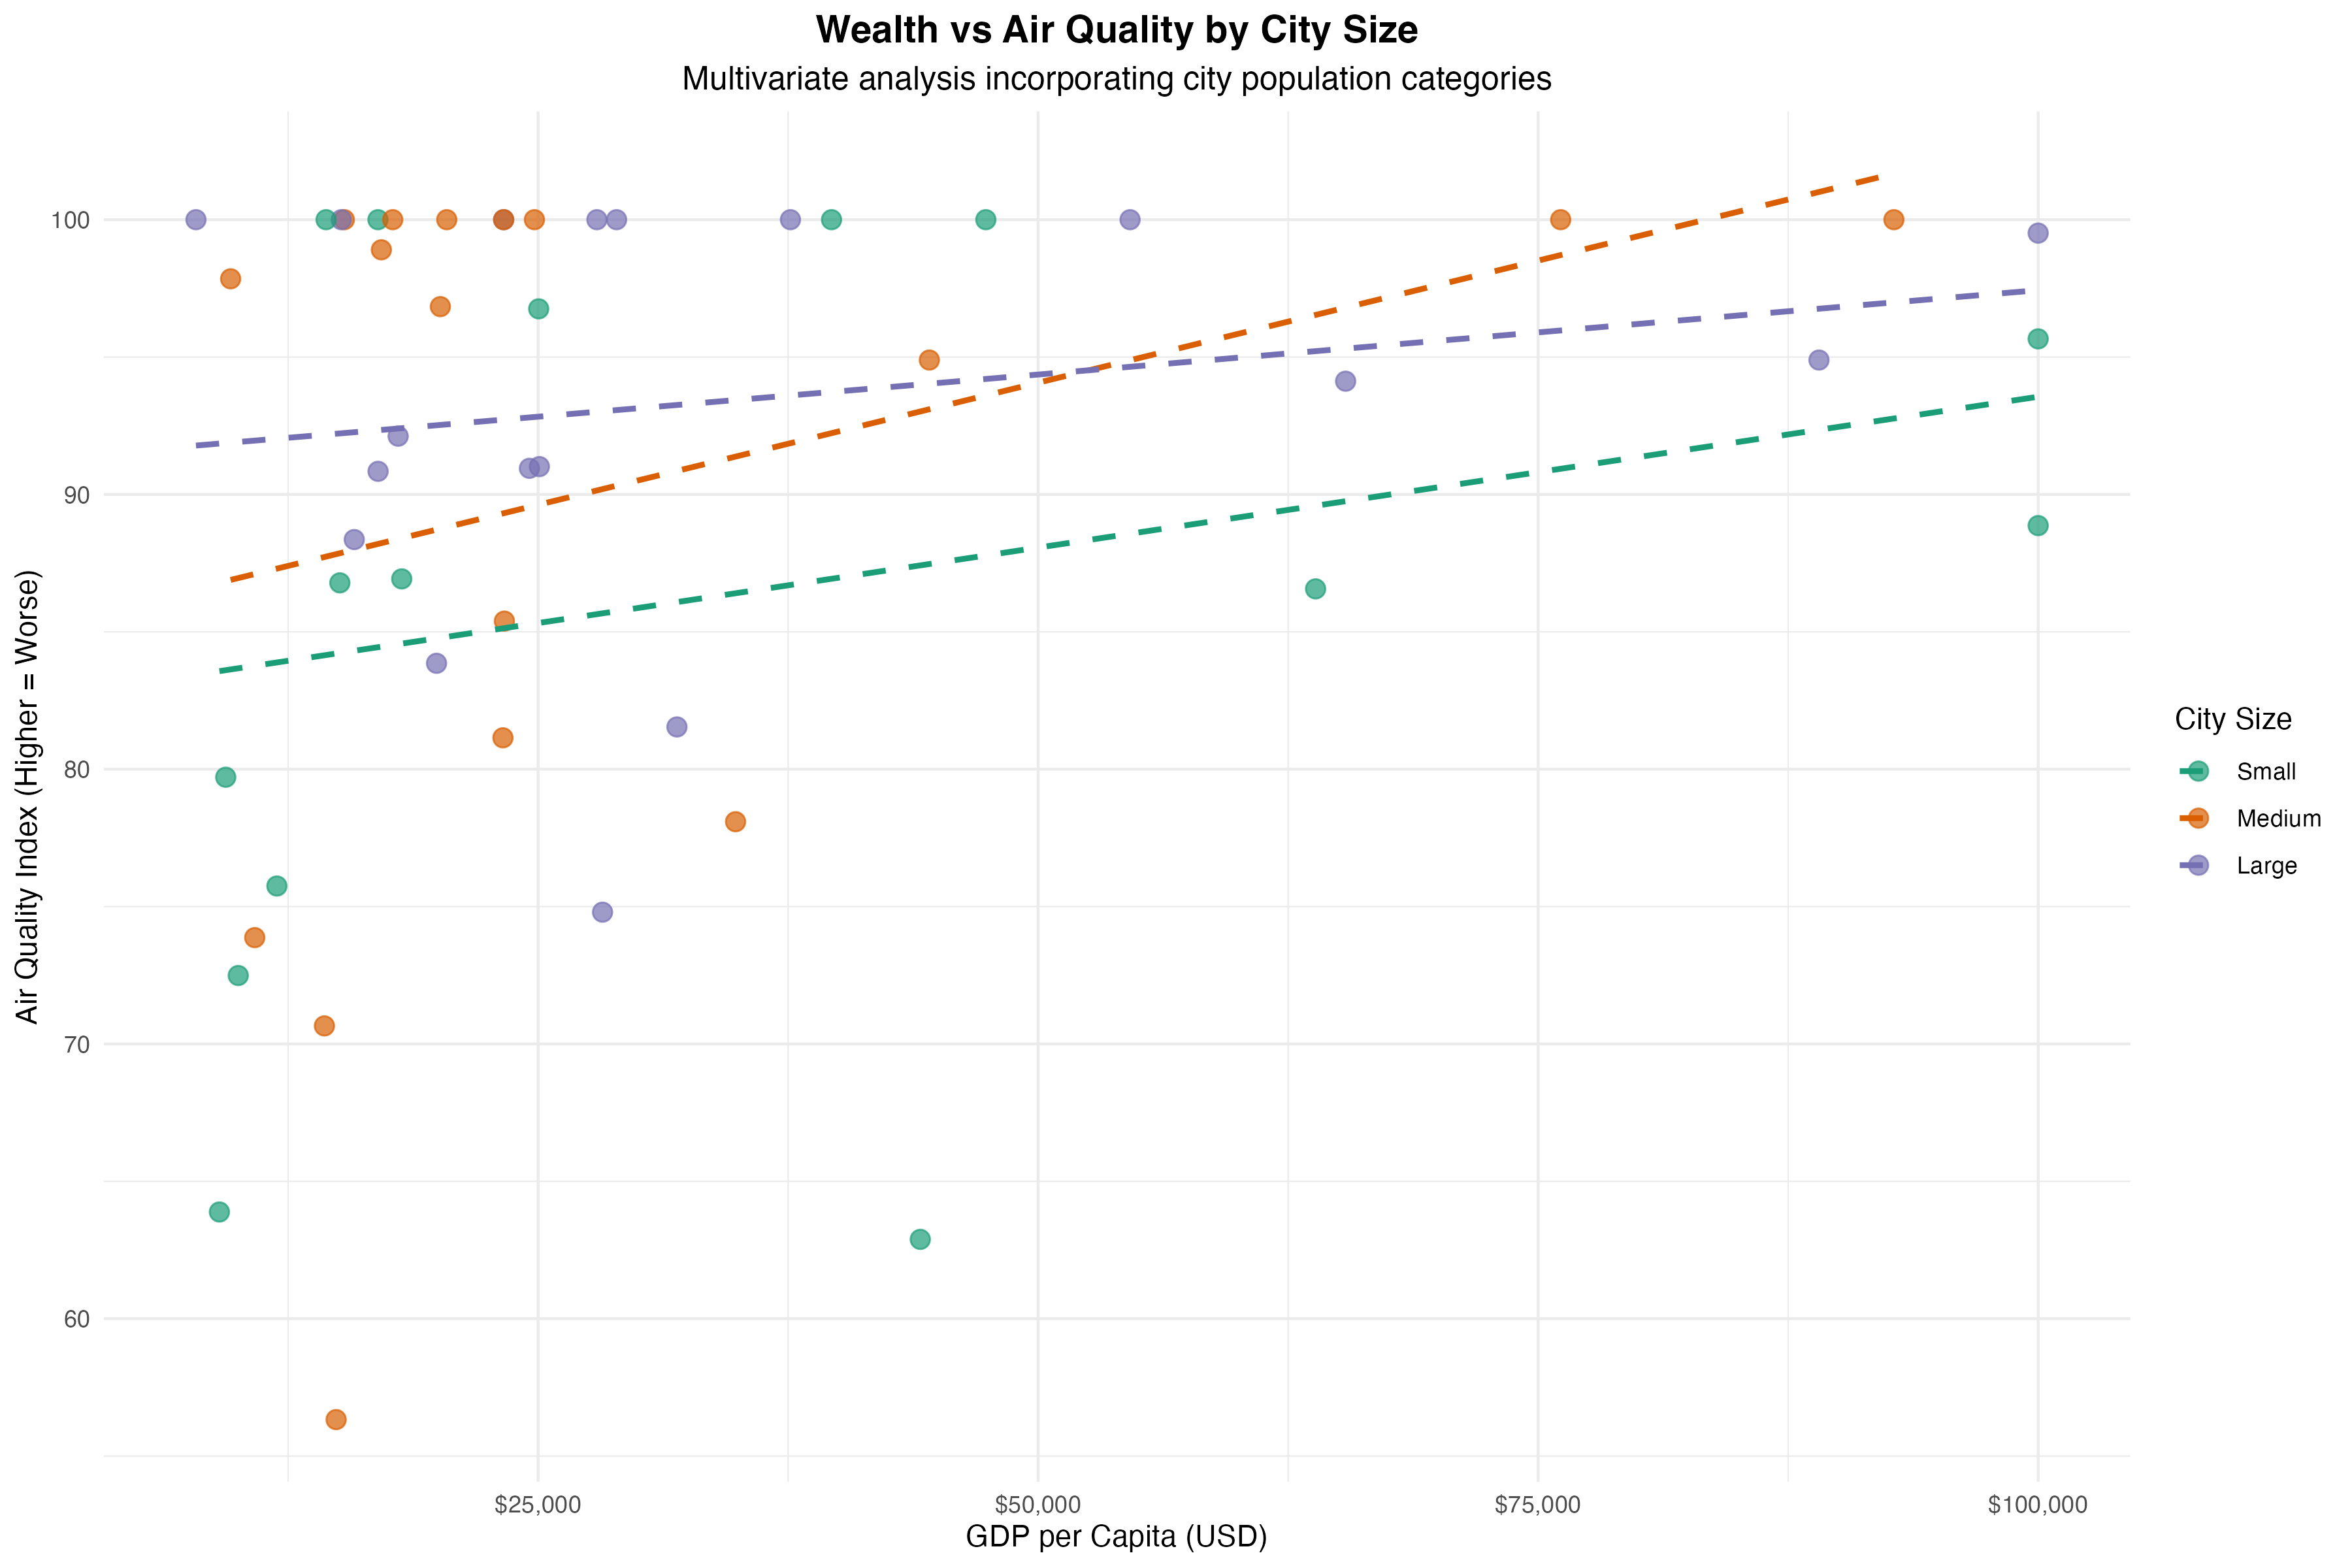 Wealth vs Air Quality by City Size
Multivariate analysis incorporating city population categories
Air Quality Index (Higher = Worse)
100
90
80
70
60
$25,000
$50,000
$75,000
$100,000
GDP per Capita (USD)
City Size
Small
Medium
Large